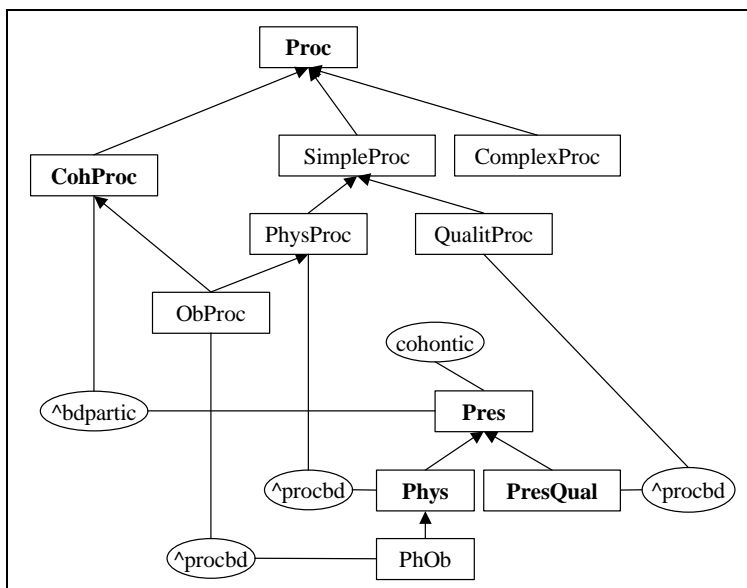 Proc
SimpleProc
ComplexProc
CohProc
PhysProc
QualitProc
ObProc
cohontic
^bdpartic
Pres
^procbd
Phys
PresQual
^procbd
^procbd
PhOb